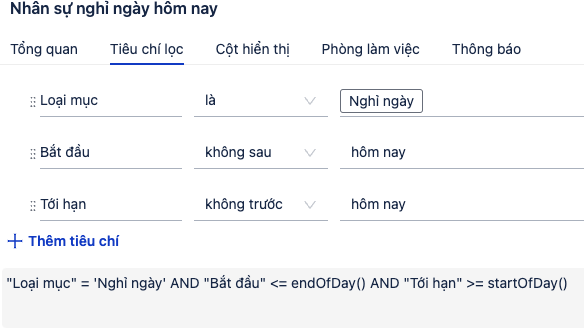 Nhân sự nghỉ ngày hôm nay
Tổng quan Tiêu chí lọc Cột hiển thị Phòng làm việc Thông báo
Loại mục là Nghỉ ngày
Bắt đầu không sau hôm nay
Tới hạn không trước hôm nay
Thêm tiêu chí
"Loại mục" = 'Nghỉ ngày' AND "Bắt đầu" <= endOfDay() AND "Tới hạn" >= startOfDay()